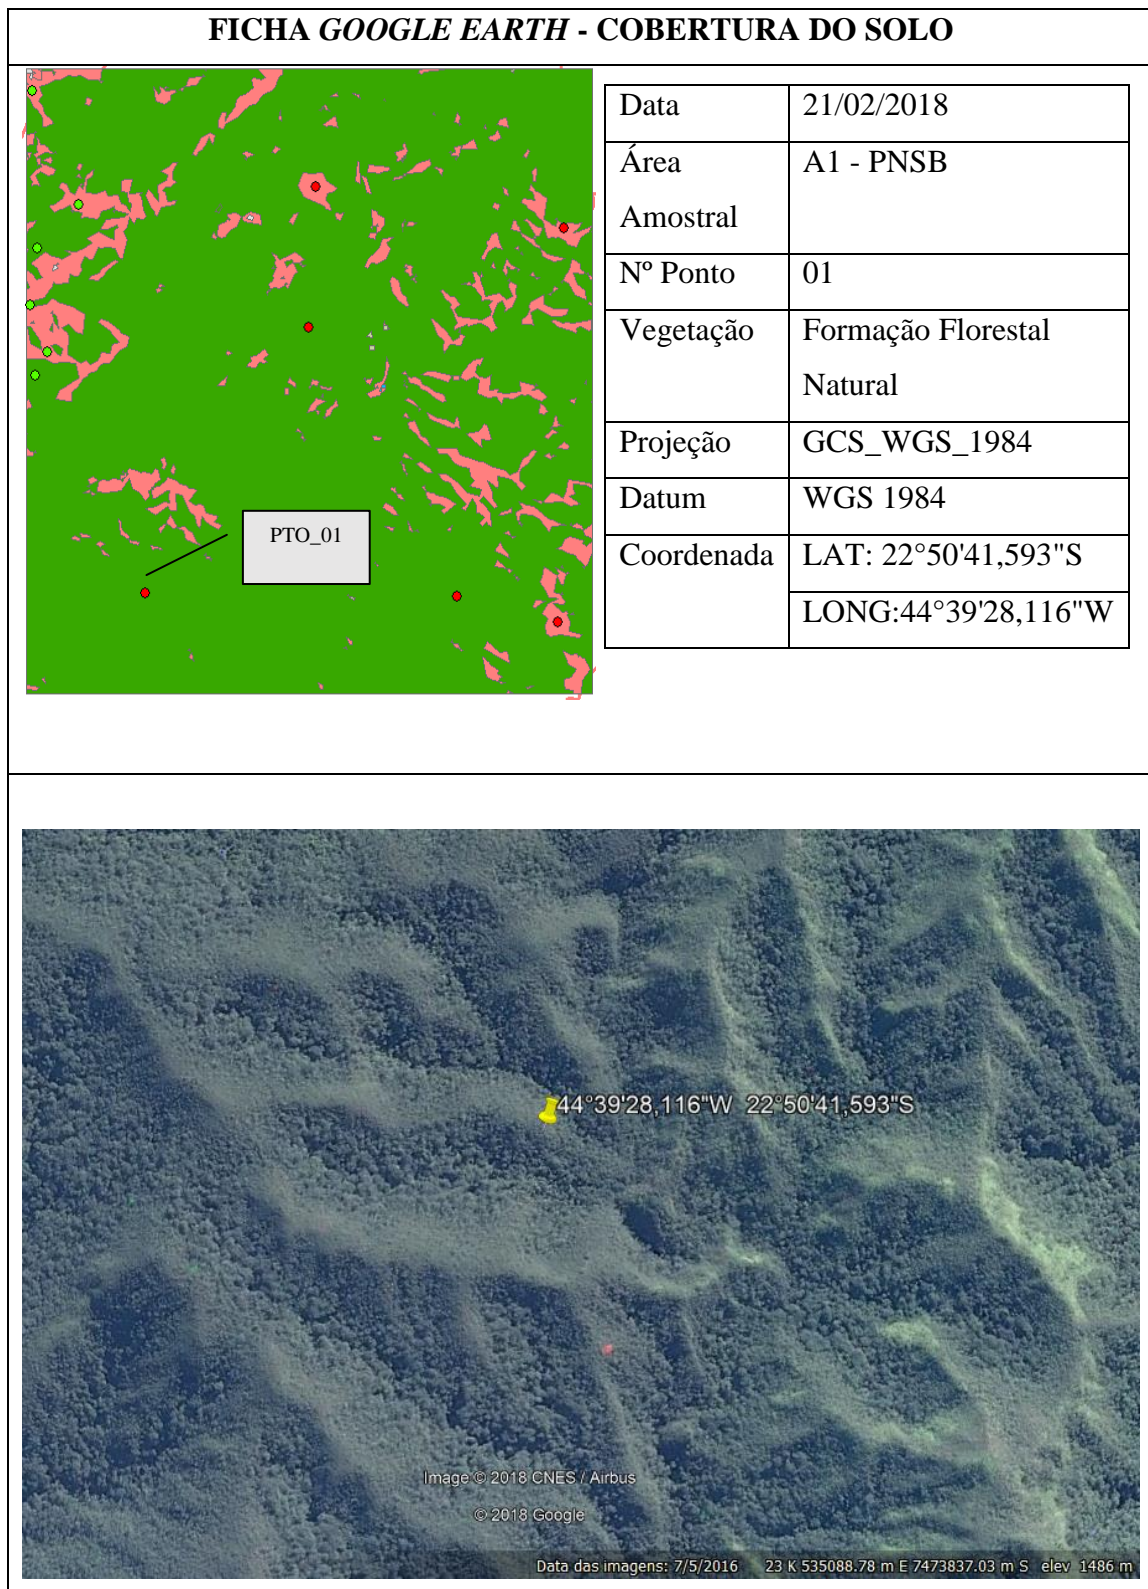 FICHA GOOGLE EARTH - COBERTURA DO SOLO
Data 21/02/2018
Área A1 - PNSB
Amostral
Nº Ponto 01
Vegetação Formação Florestal
Natural
Projeção GCS_WGS_1984
Datum WGS 1984
Coordenada LAT: 22°50'41,593"S
LONG:44°39'28,116"W
PTO_01
44°39'28,116"W 22°50'41,593"S
Image © 2018 CNES / Airbus
© 2018 Google
Data das imagens: 7/5/2016 23 K 535088.78 m E 7473837.03 m S elev 1486 m